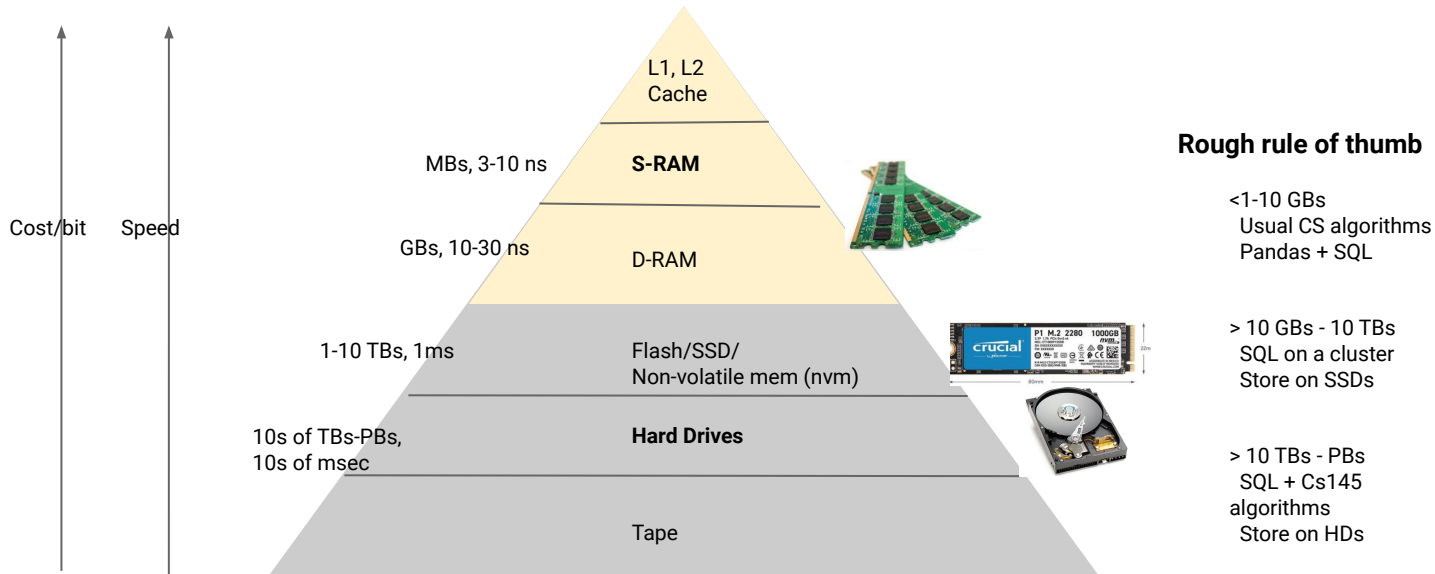 L1, L2
Cache
MBs, 3-10 ns
S-RAM
Rough rule of thumb
Cost/bit
Speed
GBs, 10-30 ns
D-RAM
<1-10 GBs
Usual CS algorithms
Pandas + SQL
1-10 TBs, 1ms
Flash/SSD/
Non-volatile mem (nvm)
crucial
P1 M.2 2280 1000GB
80mm
> 10 GBs - 10 TBs
SQL on a cluster
Store on SSDs
10s of TBs-PBs,
10s of msec
Hard Drives
Tape
> 10 TBs - PBs
SQL + Cs145
algorithms
Store on HDs